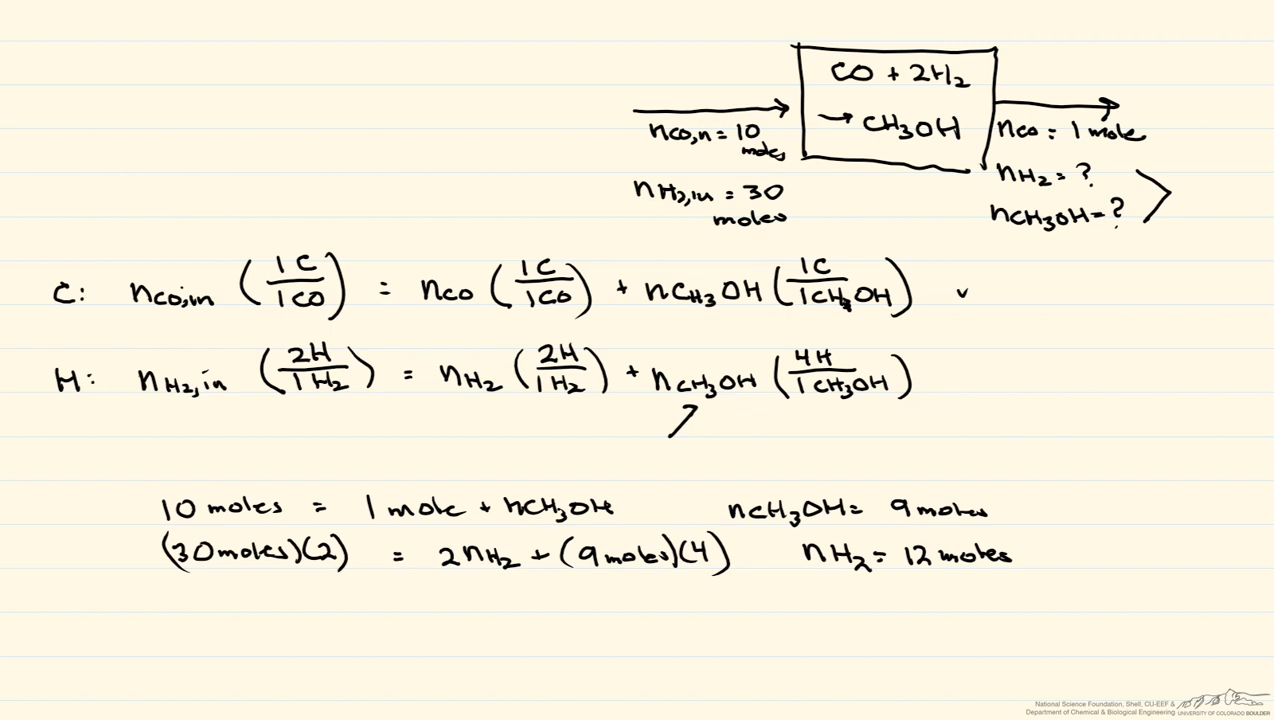 CO + 2H₂
→ CH₃OH
nCO,in = 10
moles
nH₂,in = 30
moles
nCO = 1 mole
nH₂ = ?
nCH₃OH = ?
C: nCO,in (1C/1CO) = nCO (1C/1CO) + nCH₃OH (1C/1CH₃OH)
H: nH₂,in (2H/1H₂) = nH₂ (2H/1H₂) + nCH₃OH (4H/1CH₃OH)
10 moles = 1 mole + nCH₃OH nCH₃OH = 9 moles
(30 moles)(2) = 2nH₂ + (9 moles)(4) nH₂ = 12 moles
National Science Foundation, Shell, CU-EEF &
Department of Chemical & Biological Engineering UNIVERSITY OF COLORADO BOULDER